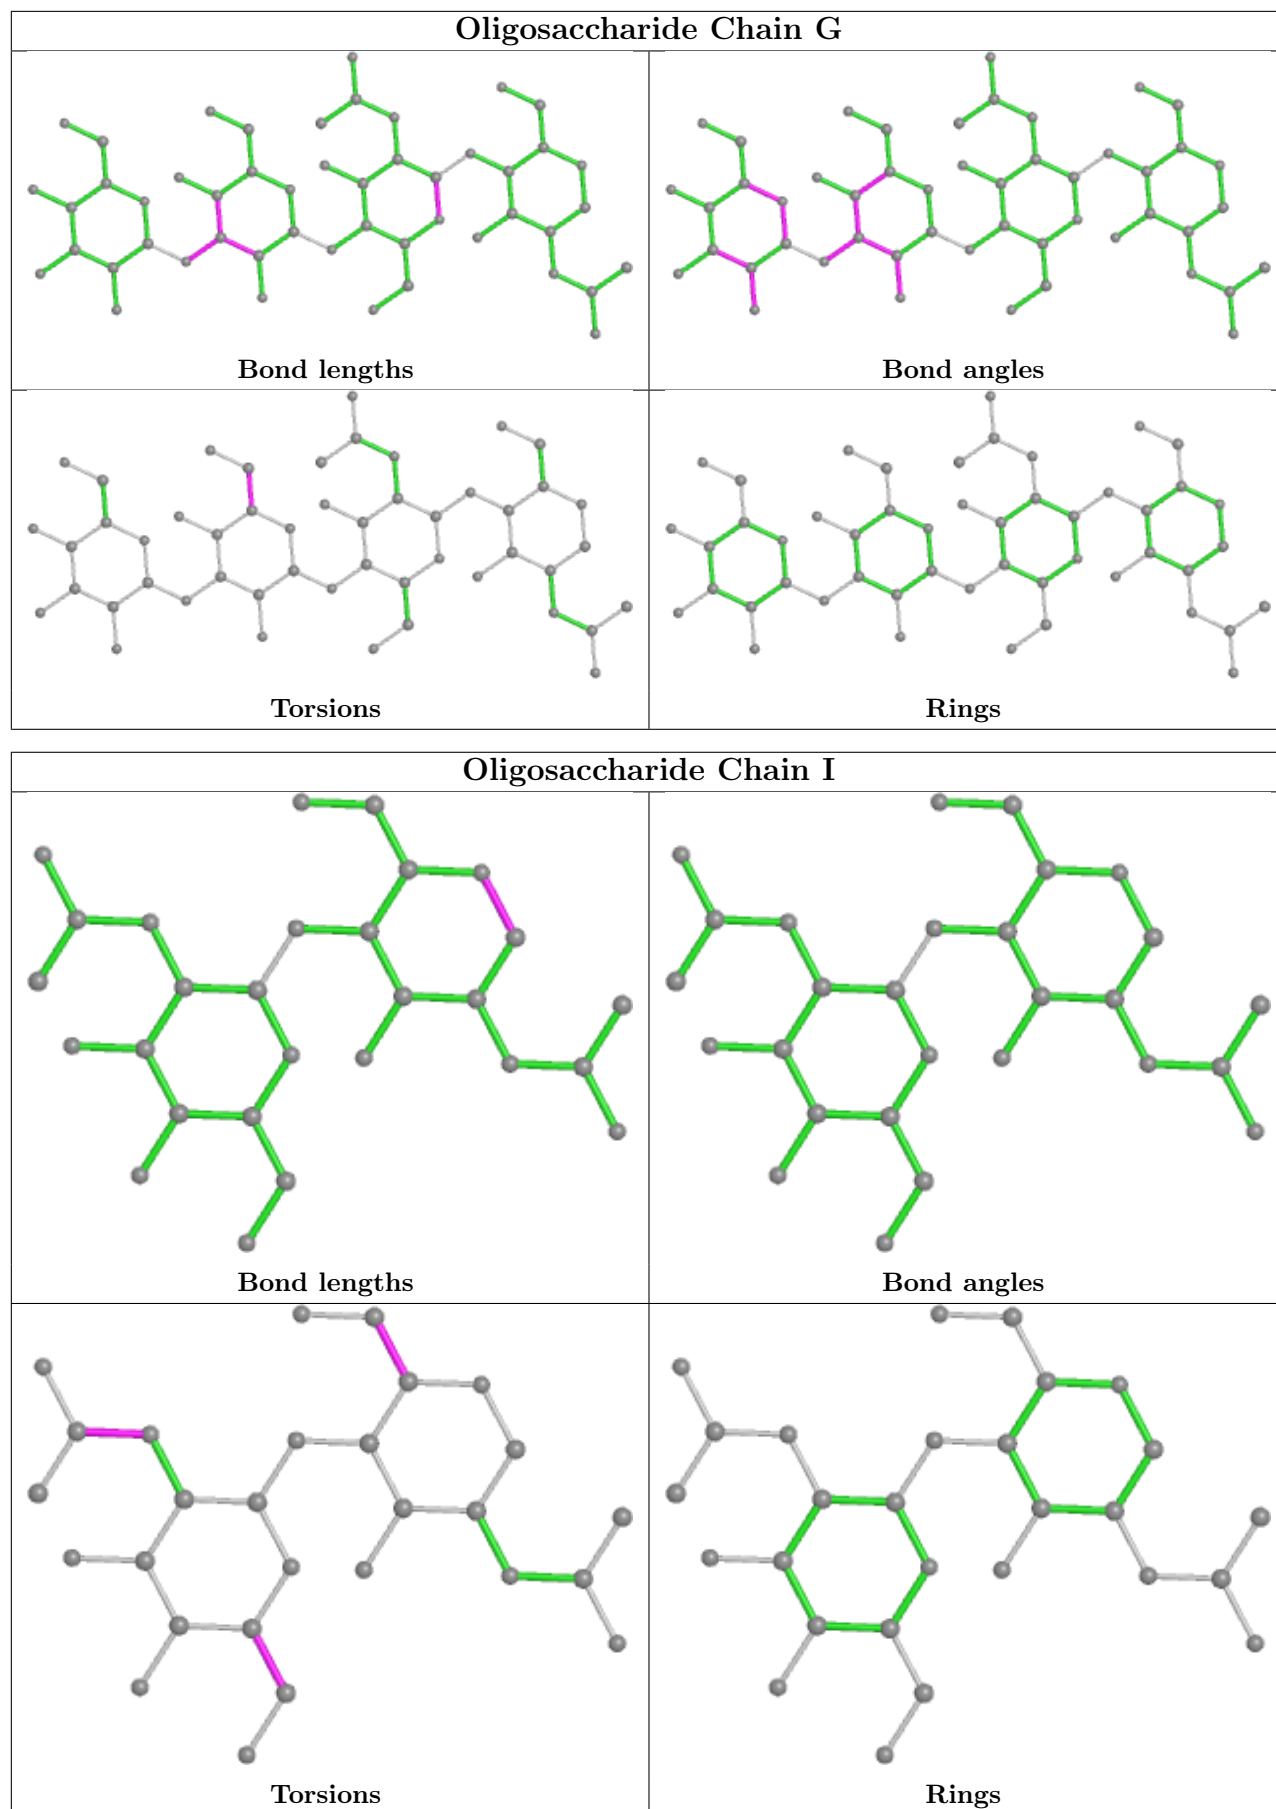 Oligosaccharide Chain G
Bond lengths
Bond angles
Torsions
Rings
Oligosaccharide Chain I
Bond lengths
Bond angles
Torsions
Rings